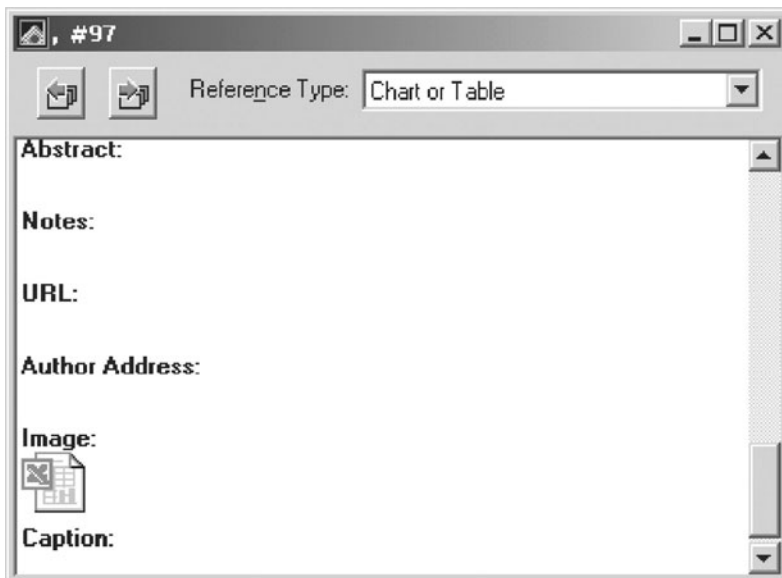 , #97
Reference Type: Chart or Table
Abstract:
Notes:
URL:
Author Address:
Image:
Caption: